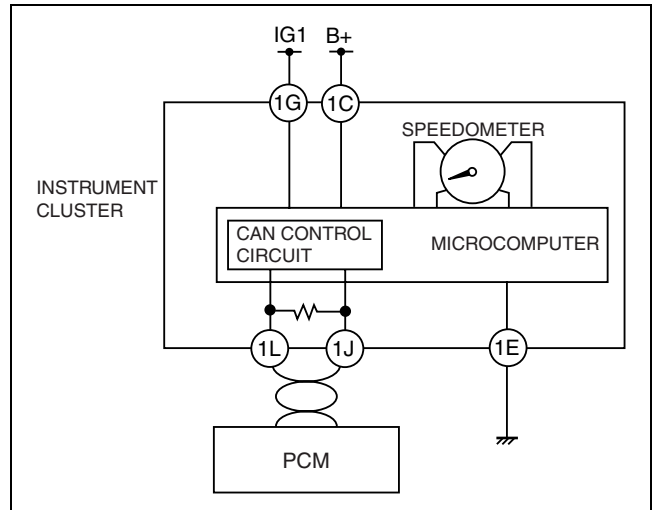 IG1 B+
1G 1C
SPEEDOMETER
INSTRUMENT
CLUSTER
CAN CONTROL
CIRCUIT
MICROCOMPUTER
1L 1J 1E
PCM